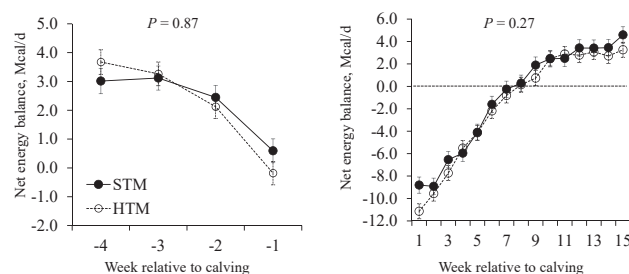 P = 0.87
Net energy balance, Mcal/d
5.0
4.0
3.0
2.0
1.0
0.0
-1.0
-2.0
STM
HTM
-4 -3 -2 -1
Week relative to calving
P = 0.27
Net energy balance, Mcal/d
6.0
4.0
2.0
0.0
-2.0
-4.0
-6.0
-8.0
-10.0
-12.0
1 3 5 7 9 11 13 15
Week relative to calving